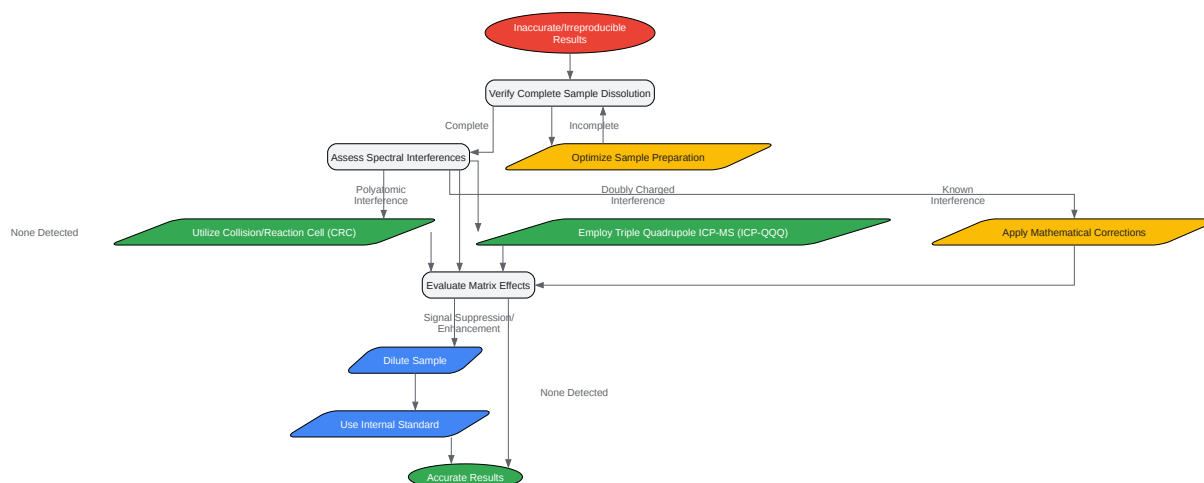 Inaccurate/Irreproducible
Results
Verify Complete Sample Dissolution
Complete
Incomplete
Assess Spectral Interferences
Optimize Sample Preparation
Polyatomic
Interference
Doubly Charged
Interference
Known
Interference
None Detected
Utilize Collision/Reaction Cell (CRC)
Employ Triple Quadrupole ICP-MS (ICP-QQQ)
Apply Mathematical Corrections
Evaluate Matrix Effects
Signal Suppression/
Enhancement
Dilute Sample
None Detected
Use Internal Standard
Accurate Results